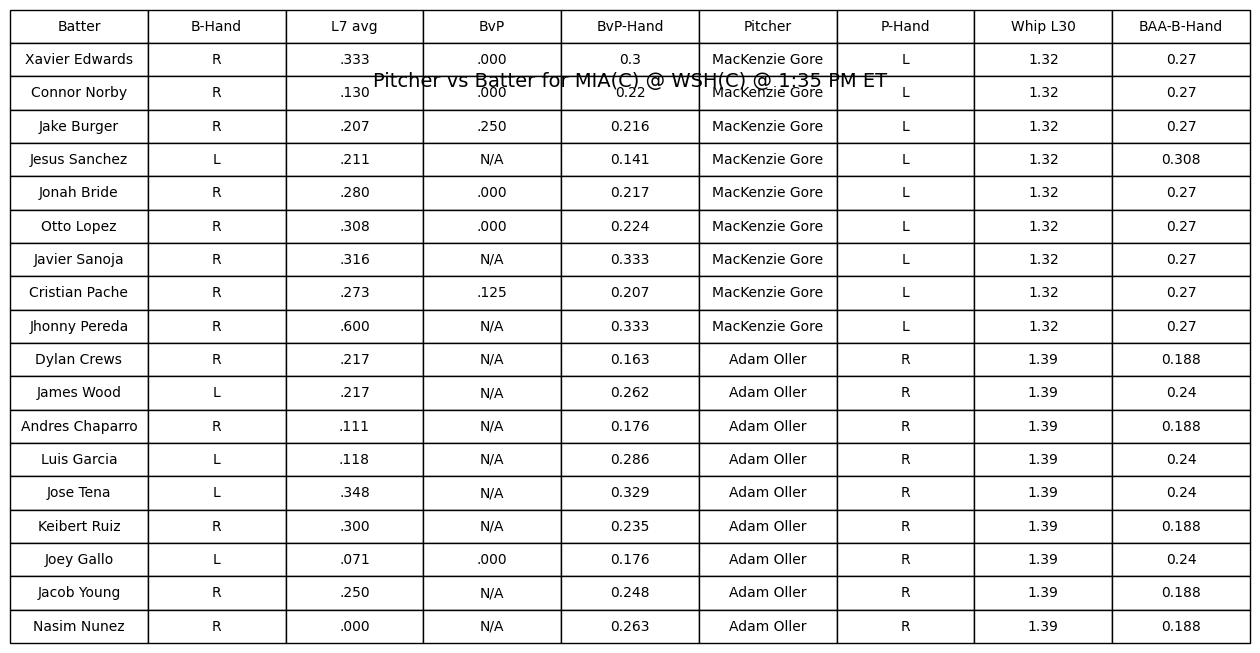 Batter B-Hand L7 avg BvP BvP-Hand Pitcher P-Hand Whip L30 BAA-B-Hand
Xavier Edwards R .333 .000 0.3 MacKenzie Gore L 1.32 0.27
Pitcher vs Batter for MIA(C) @ WSH(C) @ 1:35 PM ET
Connor Norby R .130 .000 0.22 MacKenzie Gore L 1.32 0.27
Jake Burger R .207 .250 0.216 MacKenzie Gore L 1.32 0.27
Jesus Sanchez L .211 N/A 0.141 MacKenzie Gore L 1.32 0.308
Jonah Bride R .280 .000 0.217 MacKenzie Gore L 1.32 0.27
Otto Lopez R .308 .000 0.224 MacKenzie Gore L 1.32 0.27
Javier Sanoja R .316 N/A 0.333 MacKenzie Gore L 1.32 0.27
Cristian Pache R .273 .125 0.207 MacKenzie Gore L 1.32 0.27
Jhonny Pereda R .600 N/A 0.333 MacKenzie Gore L 1.32 0.27
Dylan Crews R .217 N/A 0.163 Adam Oller R 1.39 0.188
James Wood L .217 N/A 0.262 Adam Oller R 1.39 0.24
Andres Chaparro R .111 N/A 0.176 Adam Oller R 1.39 0.188
Luis Garcia L .118 N/A 0.286 Adam Oller R 1.39 0.24
Jose Tena L .348 N/A 0.329 Adam Oller R 1.39 0.24
Keibert Ruiz R .300 N/A 0.235 Adam Oller R 1.39 0.188
Joey Gallo L .071 .000 0.176 Adam Oller R 1.39 0.24
Jacob Young R .250 N/A 0.248 Adam Oller R 1.39 0.188
Nasim Nunez R .000 N/A 0.263 Adam Oller R 1.39 0.188